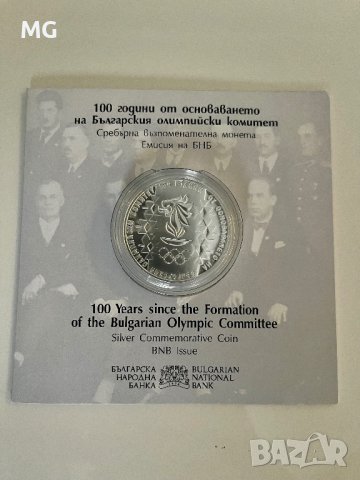 MG
100 години от основаването
на Българския олимпийски комитет
Сребърна възпоменателна монета
Емисия на БНБ
100 Years since the Formation
of the Bulgarian Olympic Committee
Silver Commemorative Coin
BNB Issue
БЪЛГАРСКА
НАРОДНА
БАНКА
BULGARIAN
NATIONAL
BANK
BAZAR